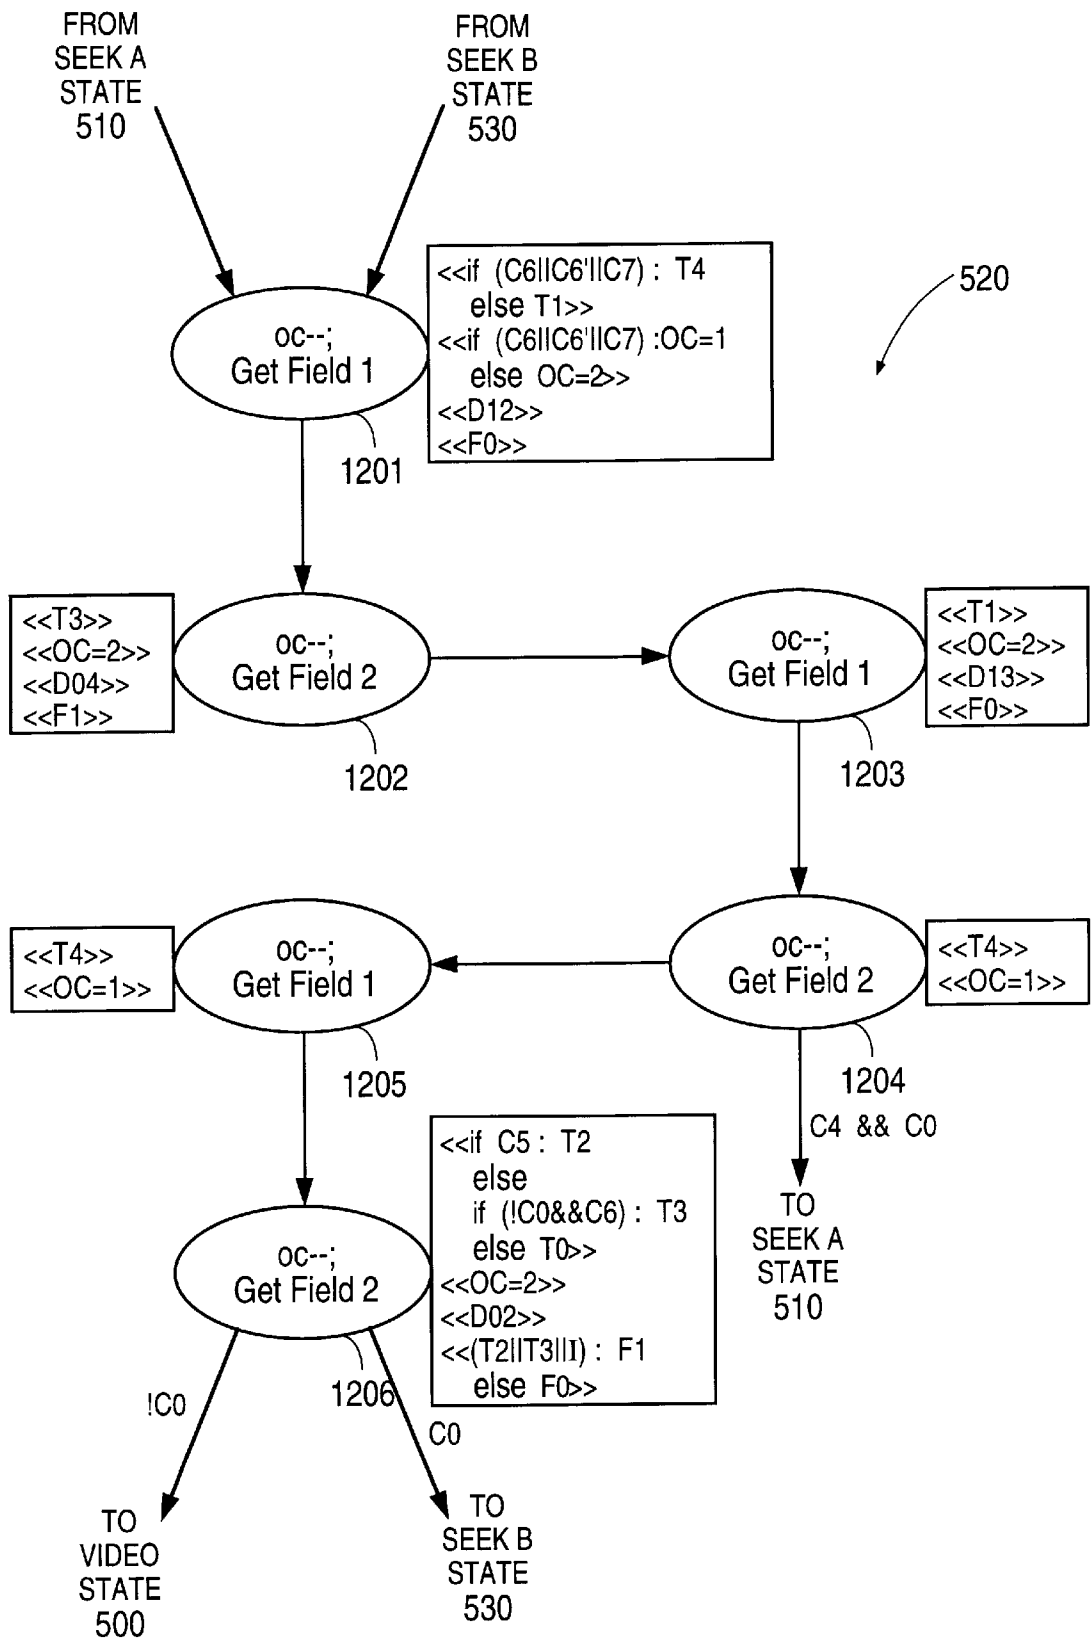 FROM
SEEK A
STATE
510
FROM
SEEK B
STATE
530
520
oc--;
Get Field 1
1201
<<if (C6||C6'||C7) : T4
else T1>>
<<if (C6||C6'||C7) :OC=1
else OC=2>>
<<D12>>
<<F0>>
<<T3>>
<<OC=2>>
<<D04>>
<<F1>>
oc--;
Get Field 2
1202
oc--;
Get Field 1
1203
<<T1>>
<<OC=2>>
<<D13>>
<<F0>>
<<T4>>
<<OC=1>>
oc--;
Get Field 1
1205
oc--;
Get Field 2
1204
<<T4>>
<<OC=1>>
C4 && C0
TO
SEEK A
STATE
510
oc--;
Get Field 2
1206
<<if C5 : T2
else
if (!C0&&C6) : T3
else T0>>
<<OC=2>>
<<D02>>
<<(T2||T3||I) : F1
else F0>>
!C0
C0
TO
VIDEO
STATE
500
TO
SEEK B
STATE
530